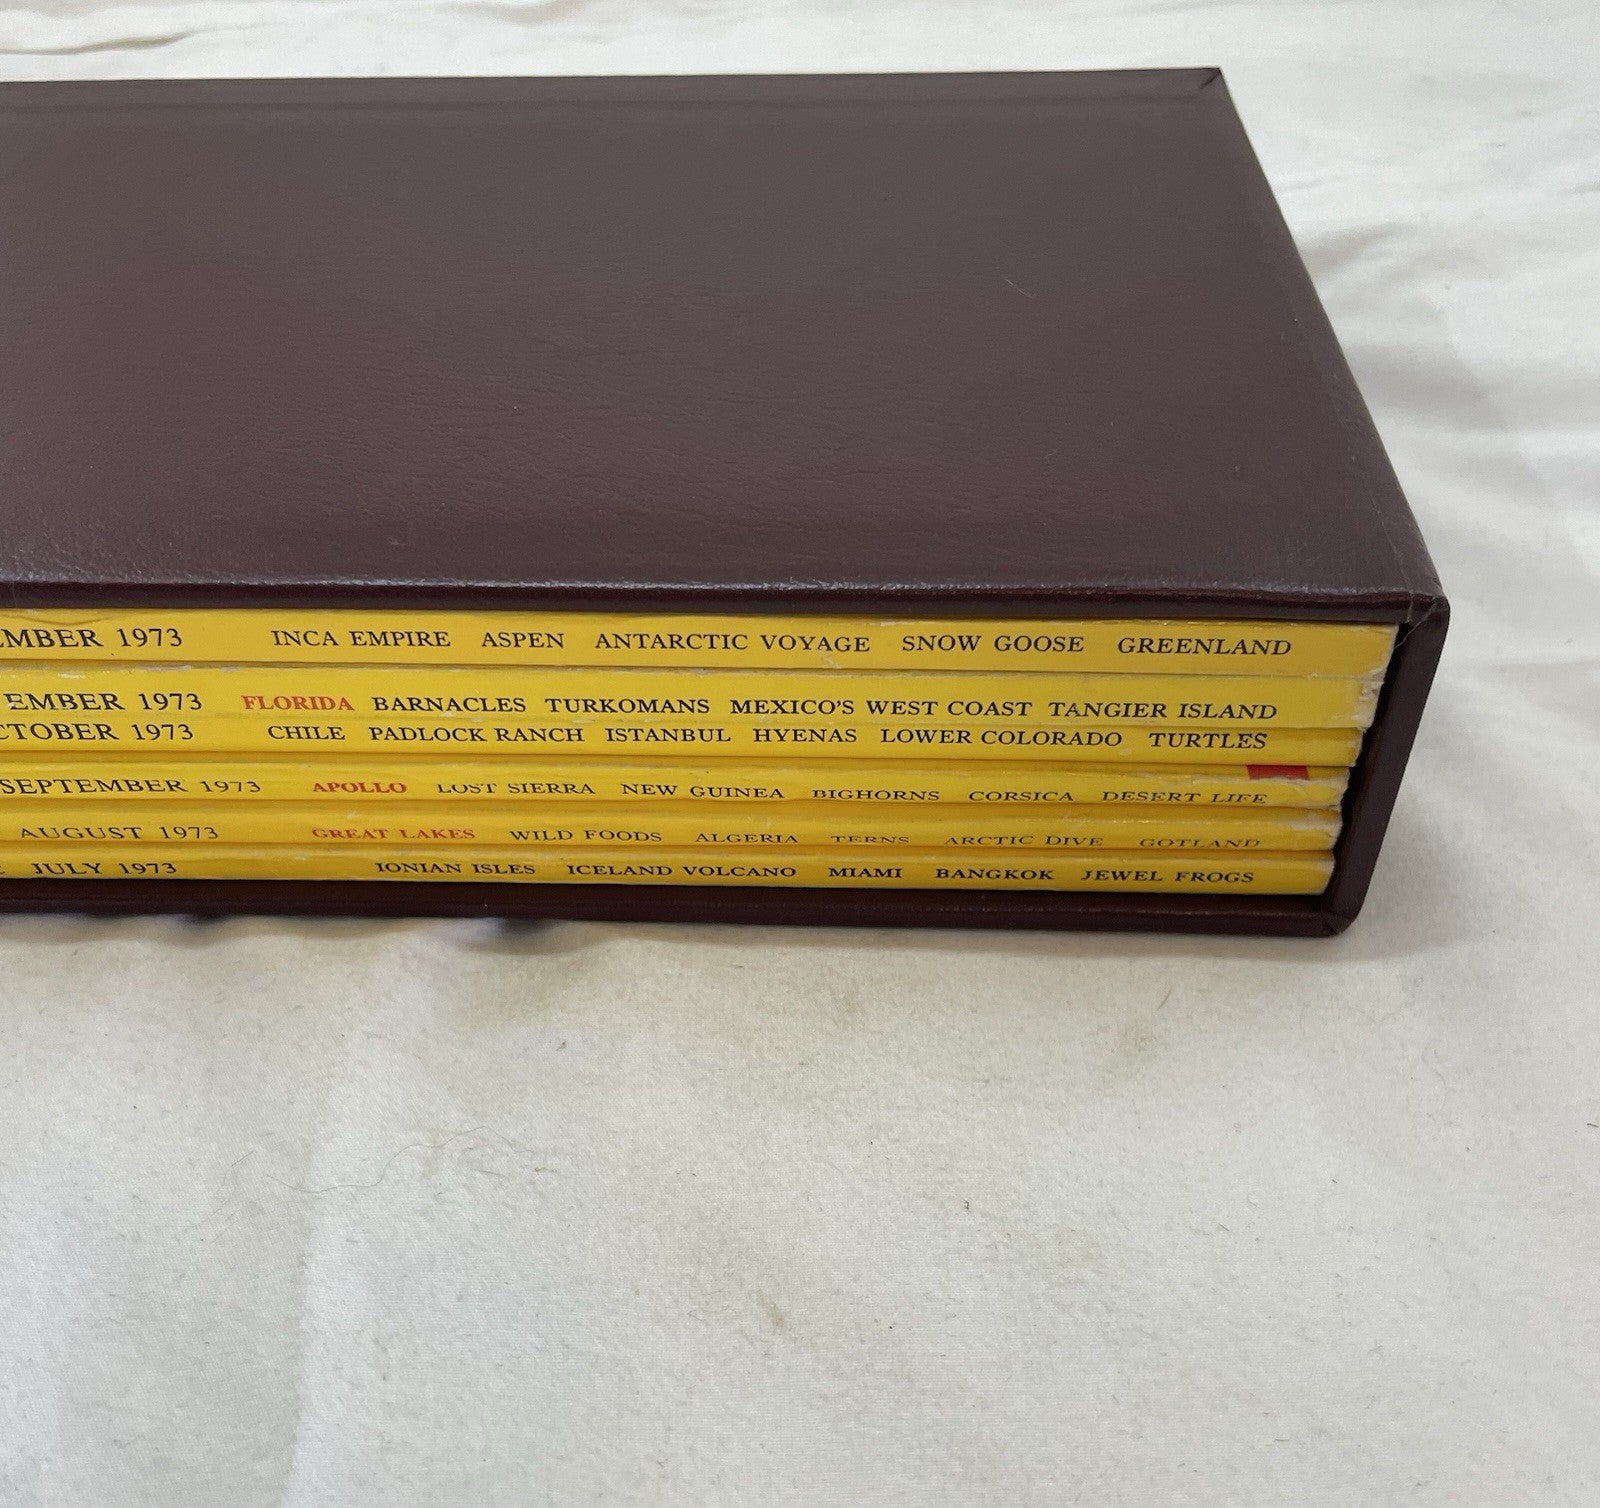 EMBER 1973 INCA EMPIRE ASPEN ANTARCTIC VOYAGE SNOW GOOSE GREENLAND
EMBER 1973 FLORIDA BARNACLES TURKOMANS MEXICO'S WEST COAST TANGIER ISLAND
CTOBER 1973 CHILE PADLOCK RANCH ISTANBUL HYENAS LOWER COLORADO TURTLES
SEPTEMBER 1973 APOLLO LOST SIERRA NEW GUINEA BIGHORNS CORSICA DESERT LIFE
AUGUST 1973 GREAT LAKES WILD FOODS ALGERIA TERNS ARCTIC DIVE GOTLAND
JULY 1973 IONIAN ISLES ICELAND VOLCANO MIAMI BANGKOK JEWEL FROGS